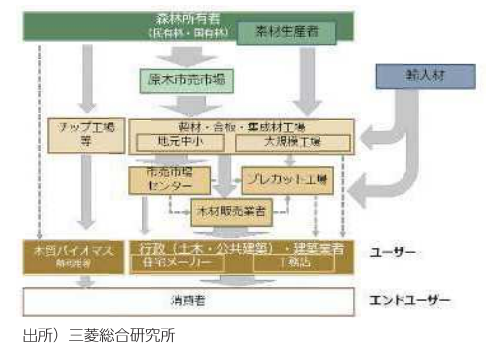 森林所有者
(民有林・国有林)
素材生産者
原木市売市場
輸入材
チップ工場
等
製材・合板・集成材工場
地元中小
大規模工場
市売市場
センター
プレカット工場
木材販売業者
木質バイオマス
行政(土木・公共建築)・建築業者
住宅メーカー
工務店
ユーザー
消費者
エンドユーザー
出所）三菱総合研究所